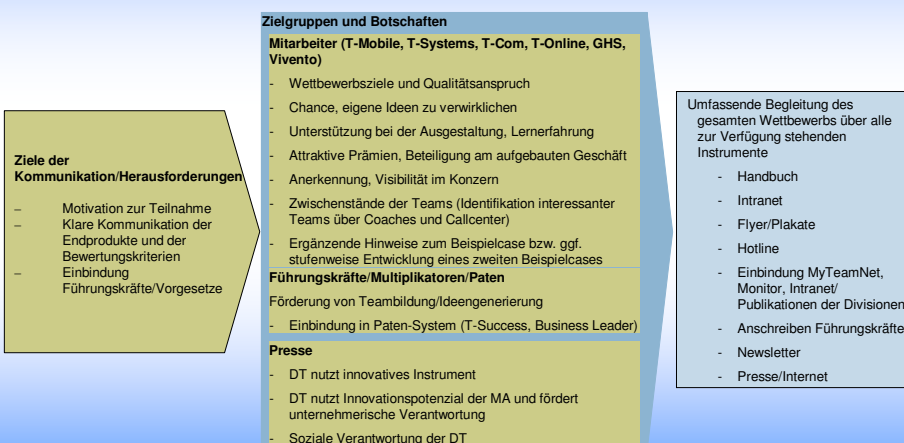 Ziele der
Kommunikation/Herausforderungen
– Motivation zur Teilnahme
– Klare Kommunikation der
Endprodukte und der
Bewertungskriterien
– Einbindung
Führungskräfte/Vorgesetze
Zielgruppen und Botschaften
Mitarbeiter (T-Mobile, T-Systems, T-Com, T-Online, GHS,
Vivento)
- Wettbewerbsziele und Qualitätsanspruch
- Chance, eigene Ideen zu verwirklichen
- Unterstützung bei der Ausgestaltung, Lernerfahrung
- Attraktive Prämien, Beteiligung am aufgebauten Geschäft
- Anerkennung, Visibilität im Konzern
- Zwischenstände der Teams (Identifikation interessanter
Teams über Coaches und Callcenter)
- Ergänzende Hinweise zum Beispielcase bzw. ggf.
stufenweise Entwicklung eines zweiten Beispielcases
Führungskräfte/Multiplikatoren/Paten
Förderung von Teambildung/Ideengenerierung
- Einbindung in Paten-System (T-Success, Business Leader)
Presse
- DT nutzt innovatives Instrument
- DT nutzt Innovationspotenzial der MA und fördert
unternehmerische Verantwortung
- Soziale Verantwortung der DT
Umfassende Begleitung des
gesamten Wettbewerbs über alle
zur Verfügung stehenden
Instrumente
- Handbuch
- Intranet
- Flyer/Plakate
- Hotline
- Einbindung MyTeamNet,
Monitor, Intranet/
Publikationen der Divisionen
- Anschreiben Führungskräfte
- Newsletter
- Presse/Internet